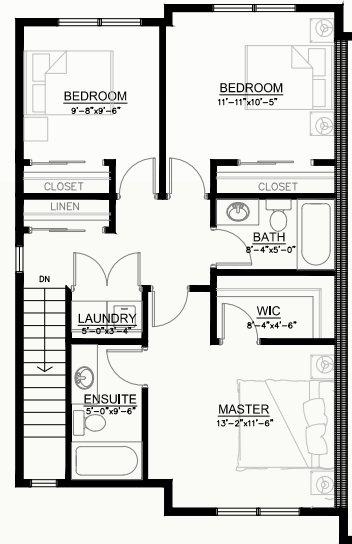 BEDROOM
9'-8"x9'-6"
BEDROOM
11'-11"x10'-5"
CLOSET
CLOSET
LINEN
BATH
8'-4"x5'-0"
DN
LAUNDRY
5'-0"x3'-4"
WIC
8'-4"x4'-6"
ENSUITE
5'-0"x9'-6"
MASTER
13'-2"x11'-6"